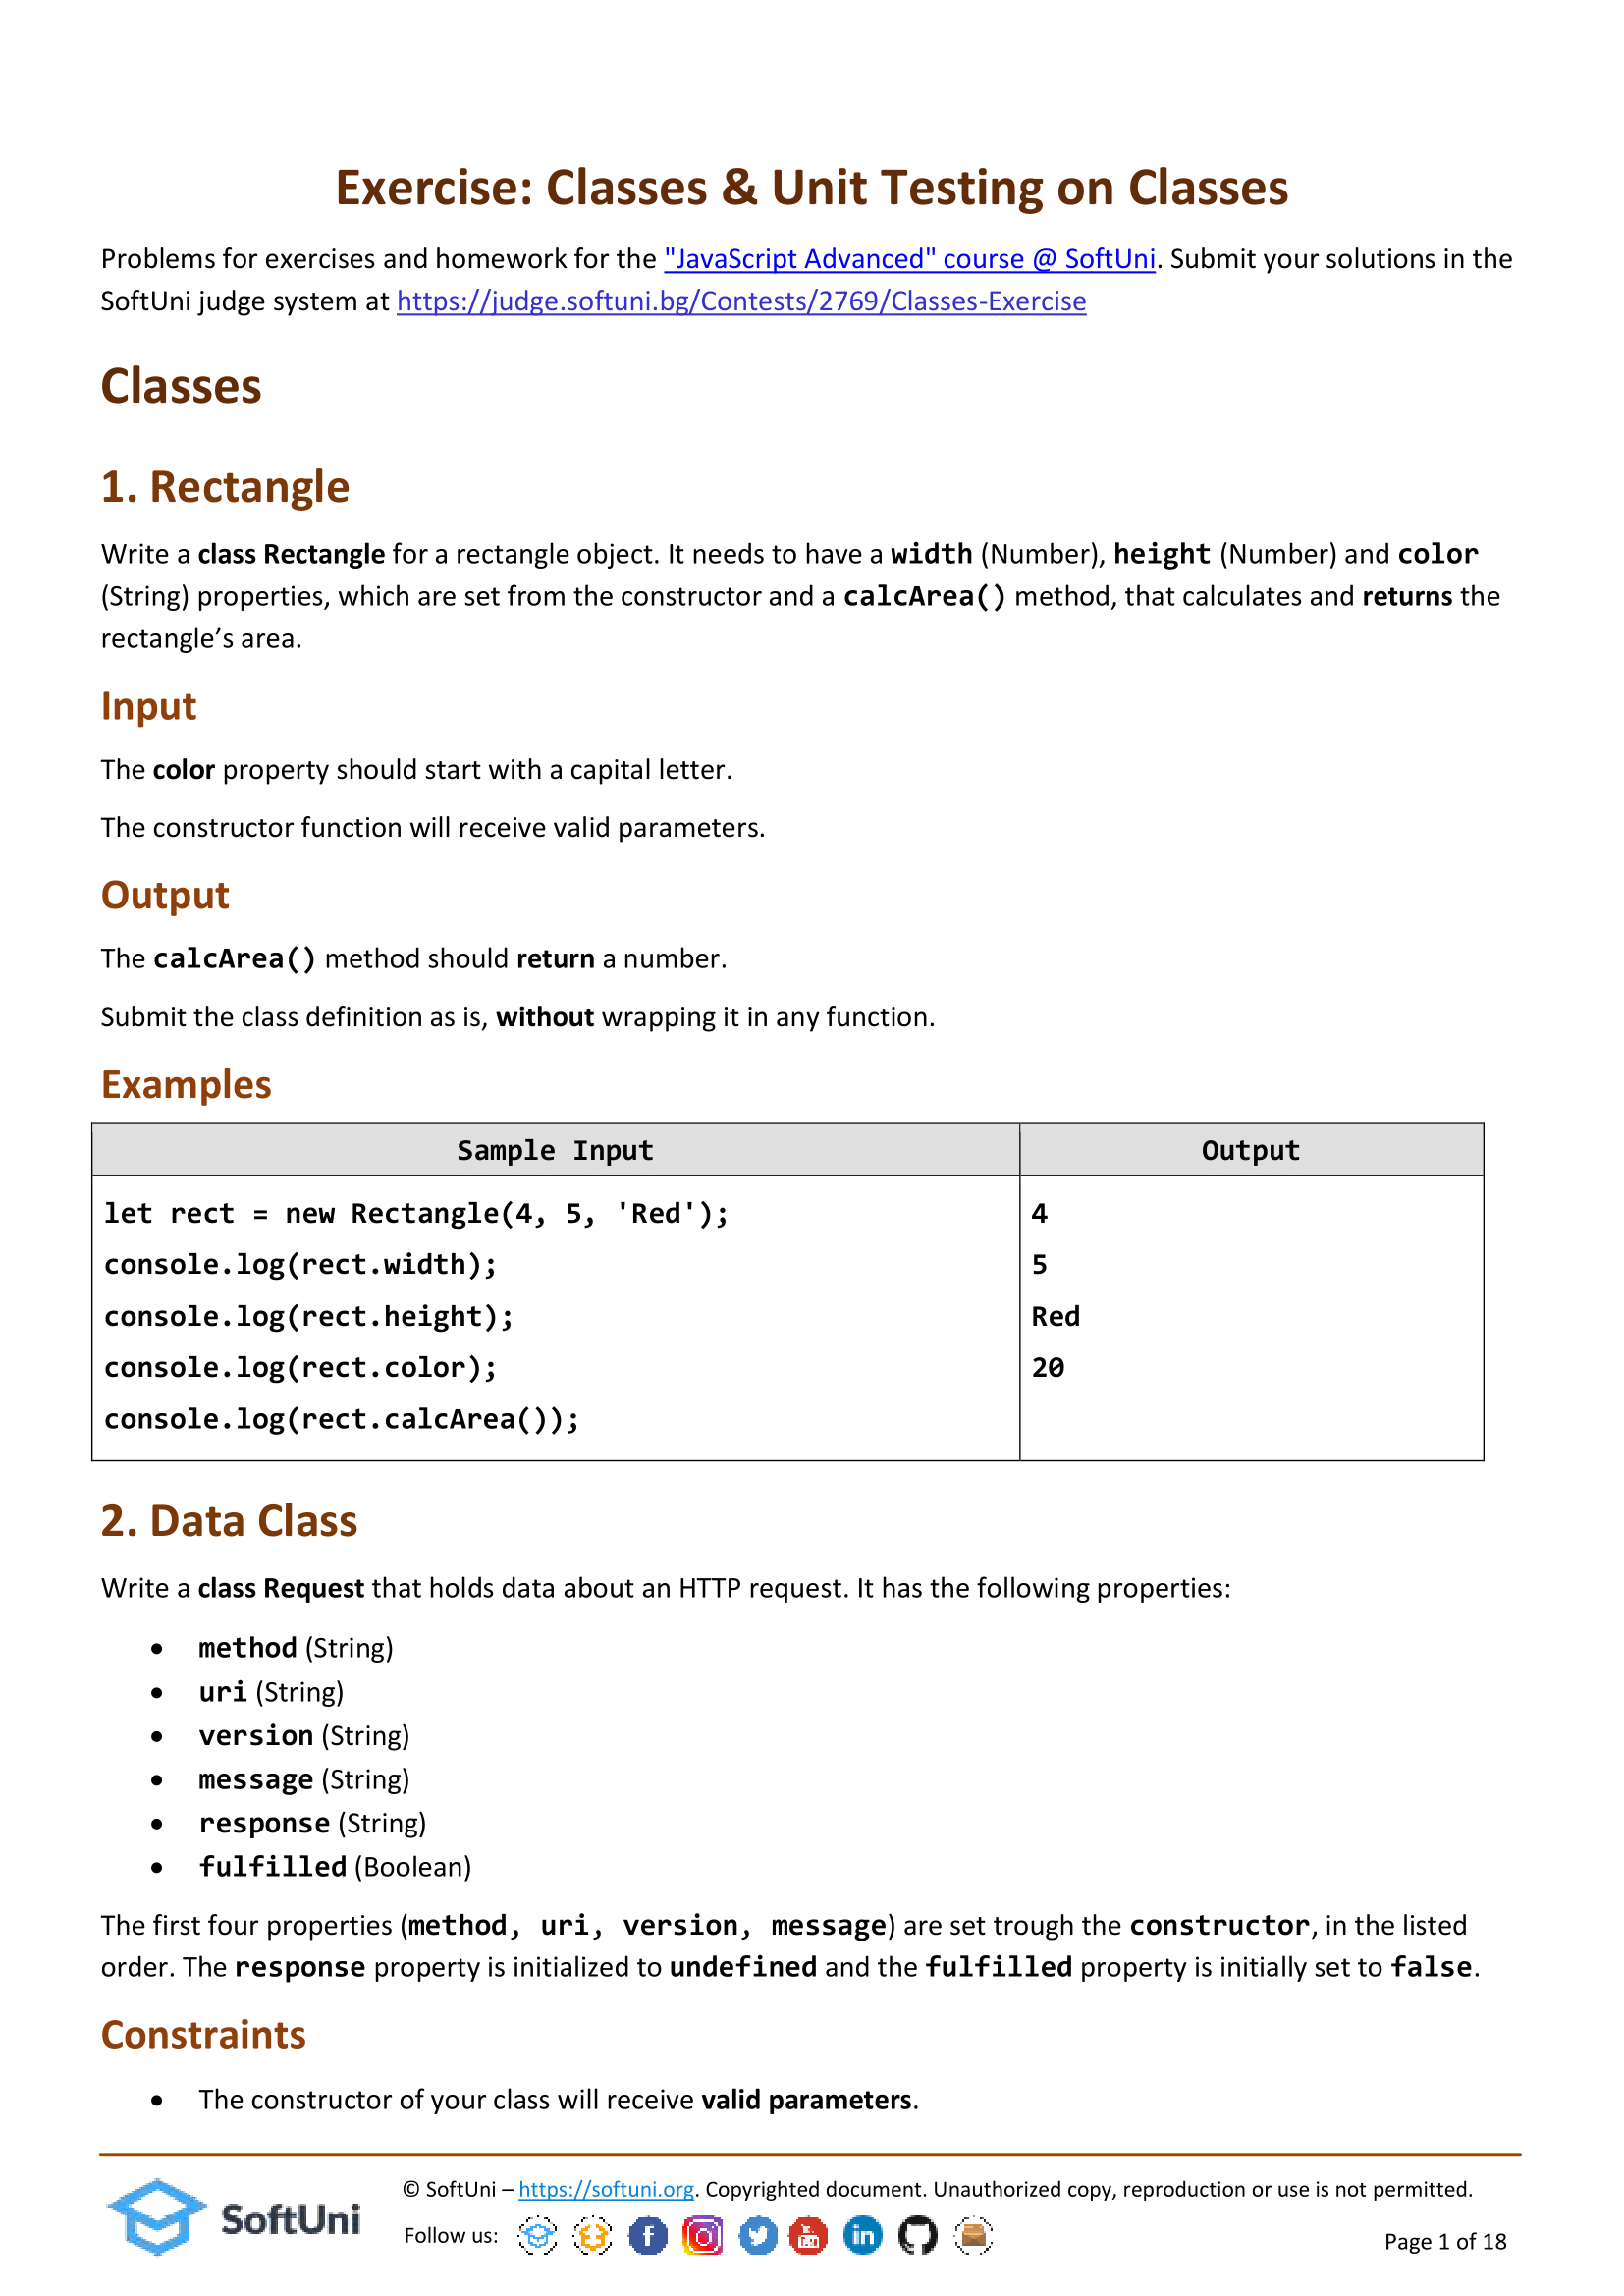 Exercise: Classes & Unit Testing on Classes
Problems for exercises and homework for the "JavaScript Advanced" course @ SoftUni. Submit your solutions in the
SoftUni judge system at https://judge.softuni.bg/Contests/2769/Classes-Exercise
Classes
1. Rectangle
Write a class Rectangle for a rectangle object. It needs to have a width (Number), height (Number) and color
(String) properties, which are set from the constructor and a calcArea() method, that calculates and returns the
rectangle’s area.
Input
The color property should start with a capital letter.
The constructor function will receive valid parameters.
Output
The calcArea() method should return a number.
Submit the class definition as is, without wrapping it in any function.
Examples
Sample Input Output
let rect = new Rectangle(4, 5, 'Red');
console.log(rect.width);
console.log(rect.height);
console.log(rect.color);
console.log(rect.calcArea());
4
5
Red
20
2. Data Class
Write a class Request that holds data about an HTTP request. It has the following properties:
• method (String)
• uri (String)
• version (String)
• message (String)
• response (String)
• fulfilled (Boolean)
The first four properties (method, uri, version, message) are set trough the constructor, in the listed
order. The response property is initialized to undefined and the fulfilled property is initially set to false.
Constraints
• The constructor of your class will receive valid parameters.
SoftUni
© SoftUni – https://softuni.org. Copyrighted document. Unauthorized copy, reproduction or use is not permitted.
Follow us:
Page 1 of 18